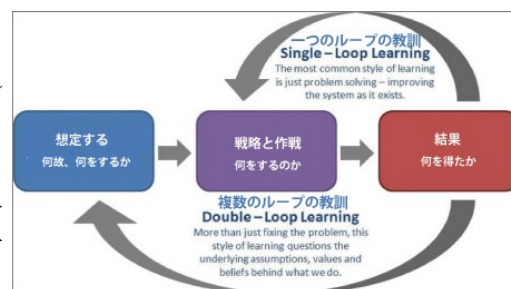 一つのループの教訓
Single – Loop Learning
The most common style of learning
is just problem solving – improving
the system as it exists.
想定する
何故、何をするか
戦略と作戦
何をするのか
結果
何を得たか
複数のループの教訓
Double – Loop Learning
More than just fixing the problem, this
style of learning questions the
underlying assumptions, values and
beliefs behind what we do.